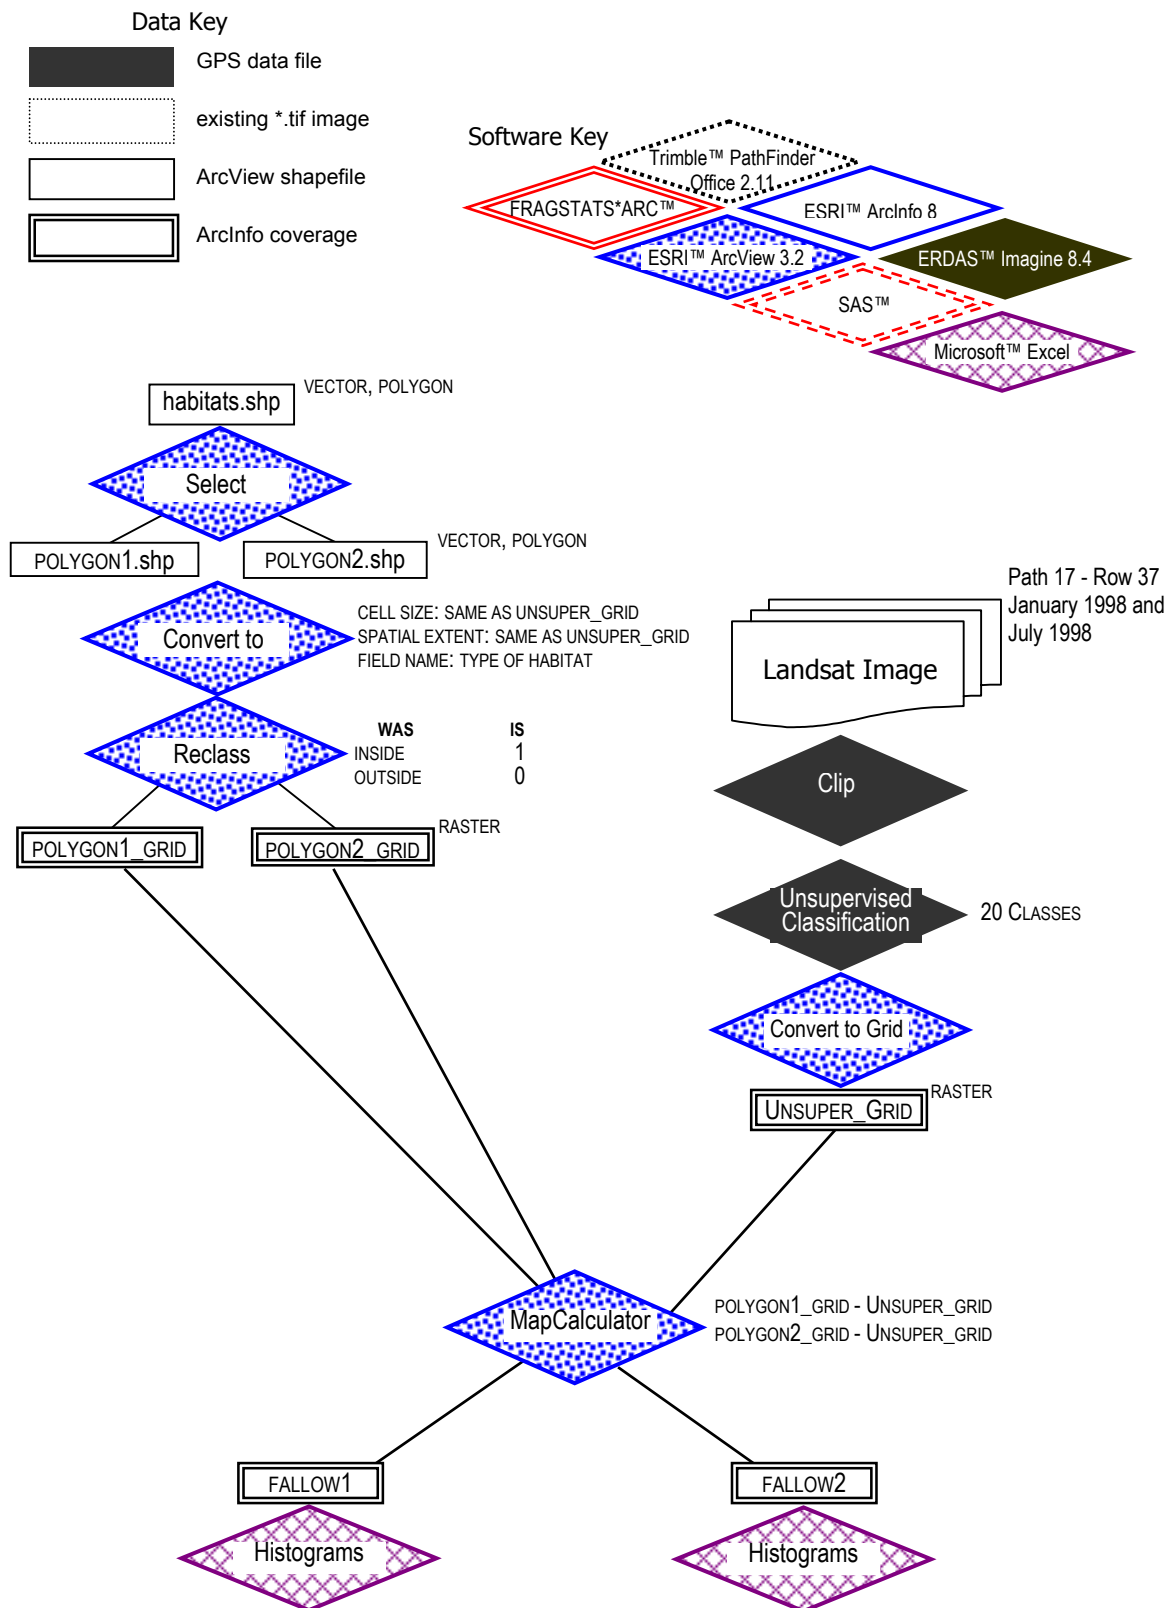 Data Key
GPS data file
existing *.tif image
ArcView shapefile
ArcInfo coverage
Software Key
Trimble™ PathFinder
Office 2.11
FRAGSTATS*ARC™
ESRI™ ArcInfo 8
ESRI™ ArcView 3.2
ERDAS™ Imagine 8.4
SAS™
Microsoft™ Excel
habitats.shp
VECTOR, POLYGON
Select
POLYGON1.shp
POLYGON2.shp
VECTOR, POLYGON
Convert to
CELL SIZE: SAME AS UNSUPER_GRID
SPATIAL EXTENT: SAME AS UNSUPER_GRID
FIELD NAME: TYPE OF HABITAT
Reclass
WAS IS
INSIDE 1
OUTSIDE 0
POLYGON1_GRID
POLYGON2_GRID
RASTER
Path 17 - Row 37
January 1998 and
July 1998
Landsat Image
Clip
Unsupervised
Classification
20 CLASSES
Convert to Grid
UNSUPER_GRID
RASTER
MapCalculator
POLYGON1_GRID - UNSUPER_GRID
POLYGON2_GRID - UNSUPER_GRID
FALLOW1
FALLOW2
Histograms
Histograms